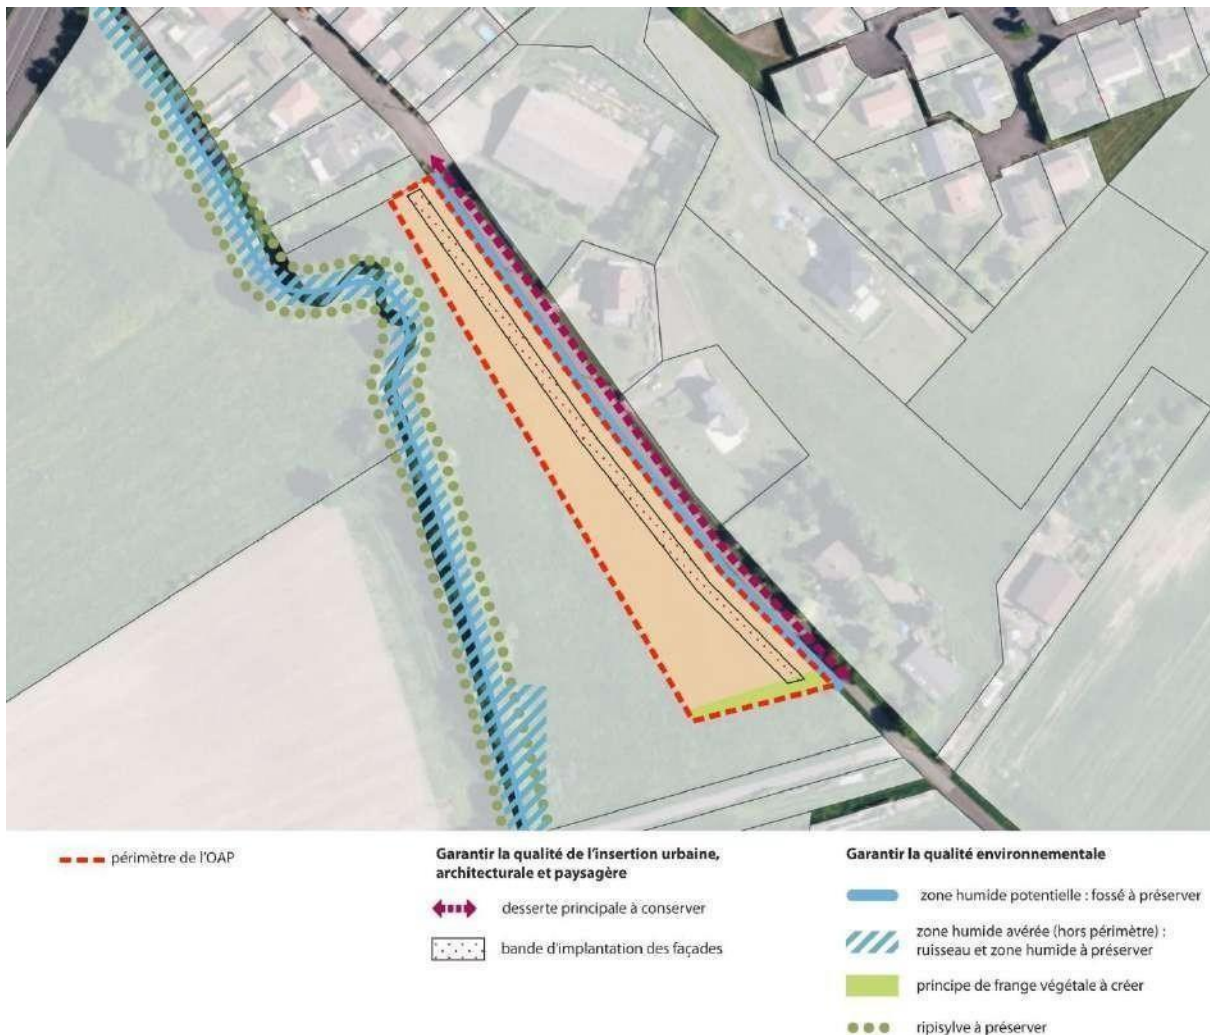 périmètre de l'OAP
Garantir la qualité de l'insertion urbaine,
architecturale et paysagère
desserte principale à conserver
bande d'implantation des façades
Garantir la qualité environnementale
zone humide potentielle : fossé à préserver
zone humide avérée (hors périmètre) :
ruisseau et zone humide à préserver
principe de frange végétale à créer
ripisylve à préserver